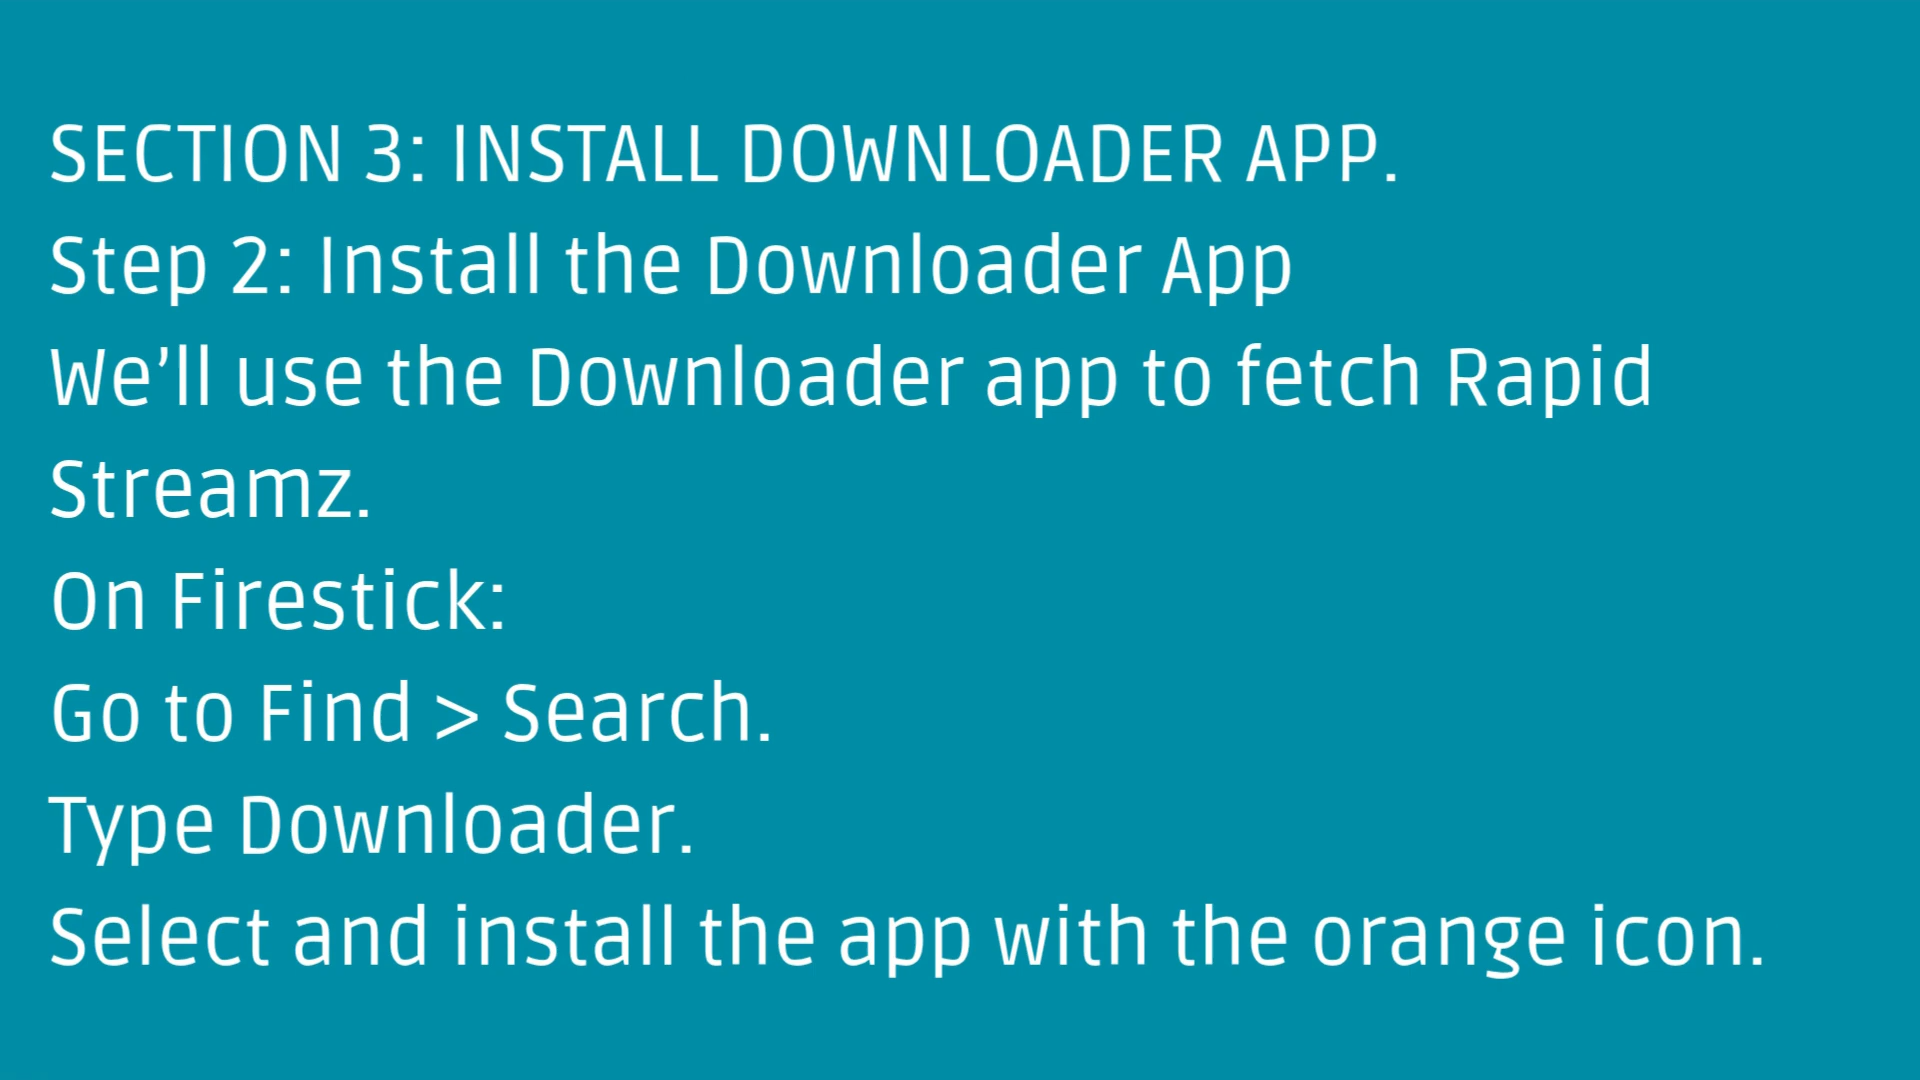 SECTION 3: INSTALL DOWNLOADER APP.
Step 2: Install the Downloader App
We’ll use the Downloader app to fetch Rapid
Streamz.
On Firestick:
Go to Find > Search.
Type Downloader.
Select and install the app with the orange icon.